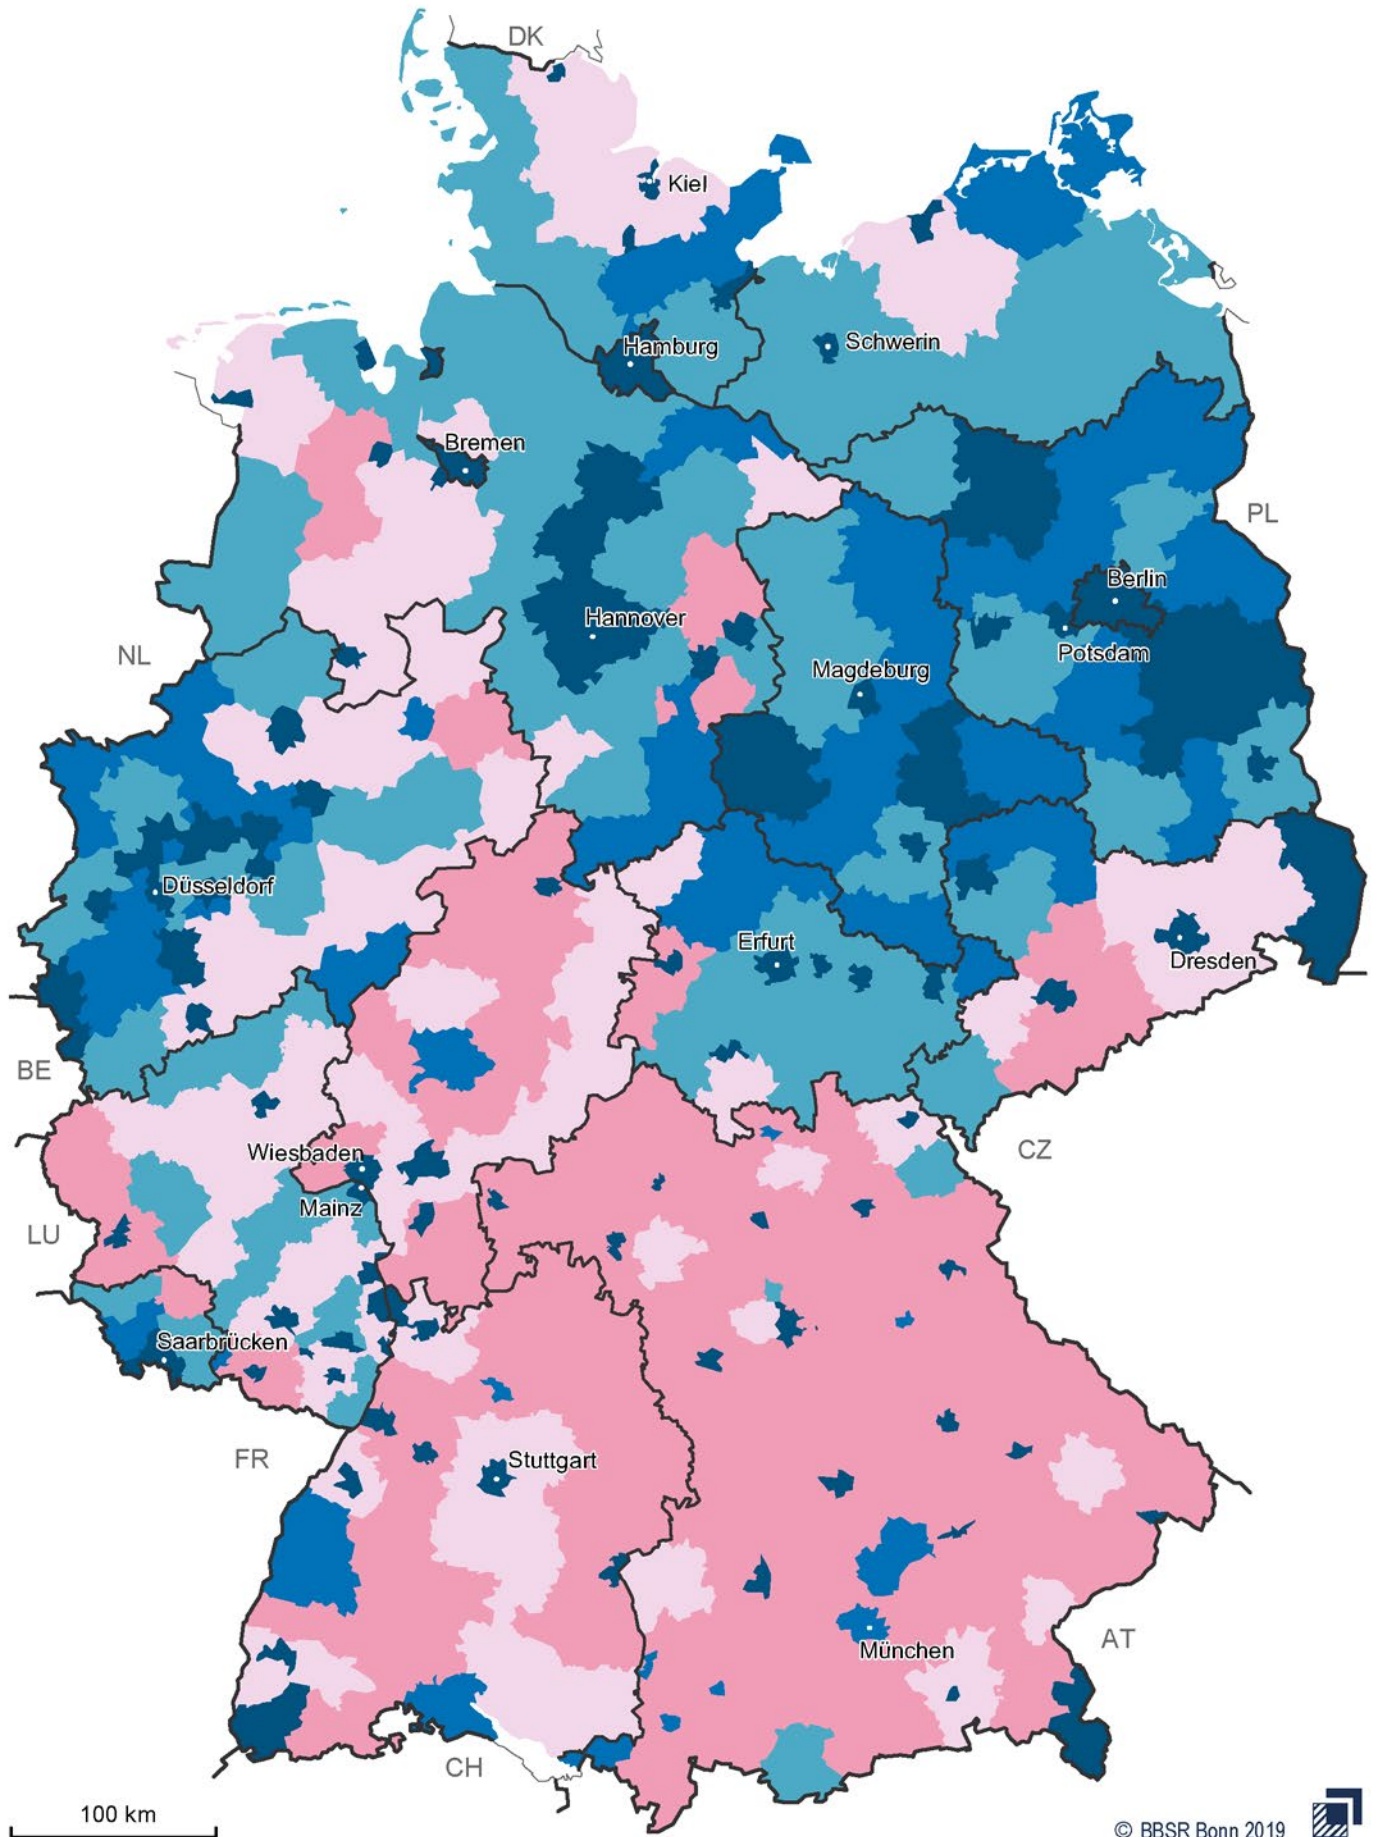 DK
Kiel
Hamburg
Schwerin
Bremen
PL
Berlin
Hannover
Potsdam
NL
Magdeburg
Düsseldorf
Erfurt
Dresden
BE
Wiesbaden
CZ
Mainz
LU
Saarbrücken
FR
Stuttgart
AT
München
CH
100 km
© BBSR Bonn 2019